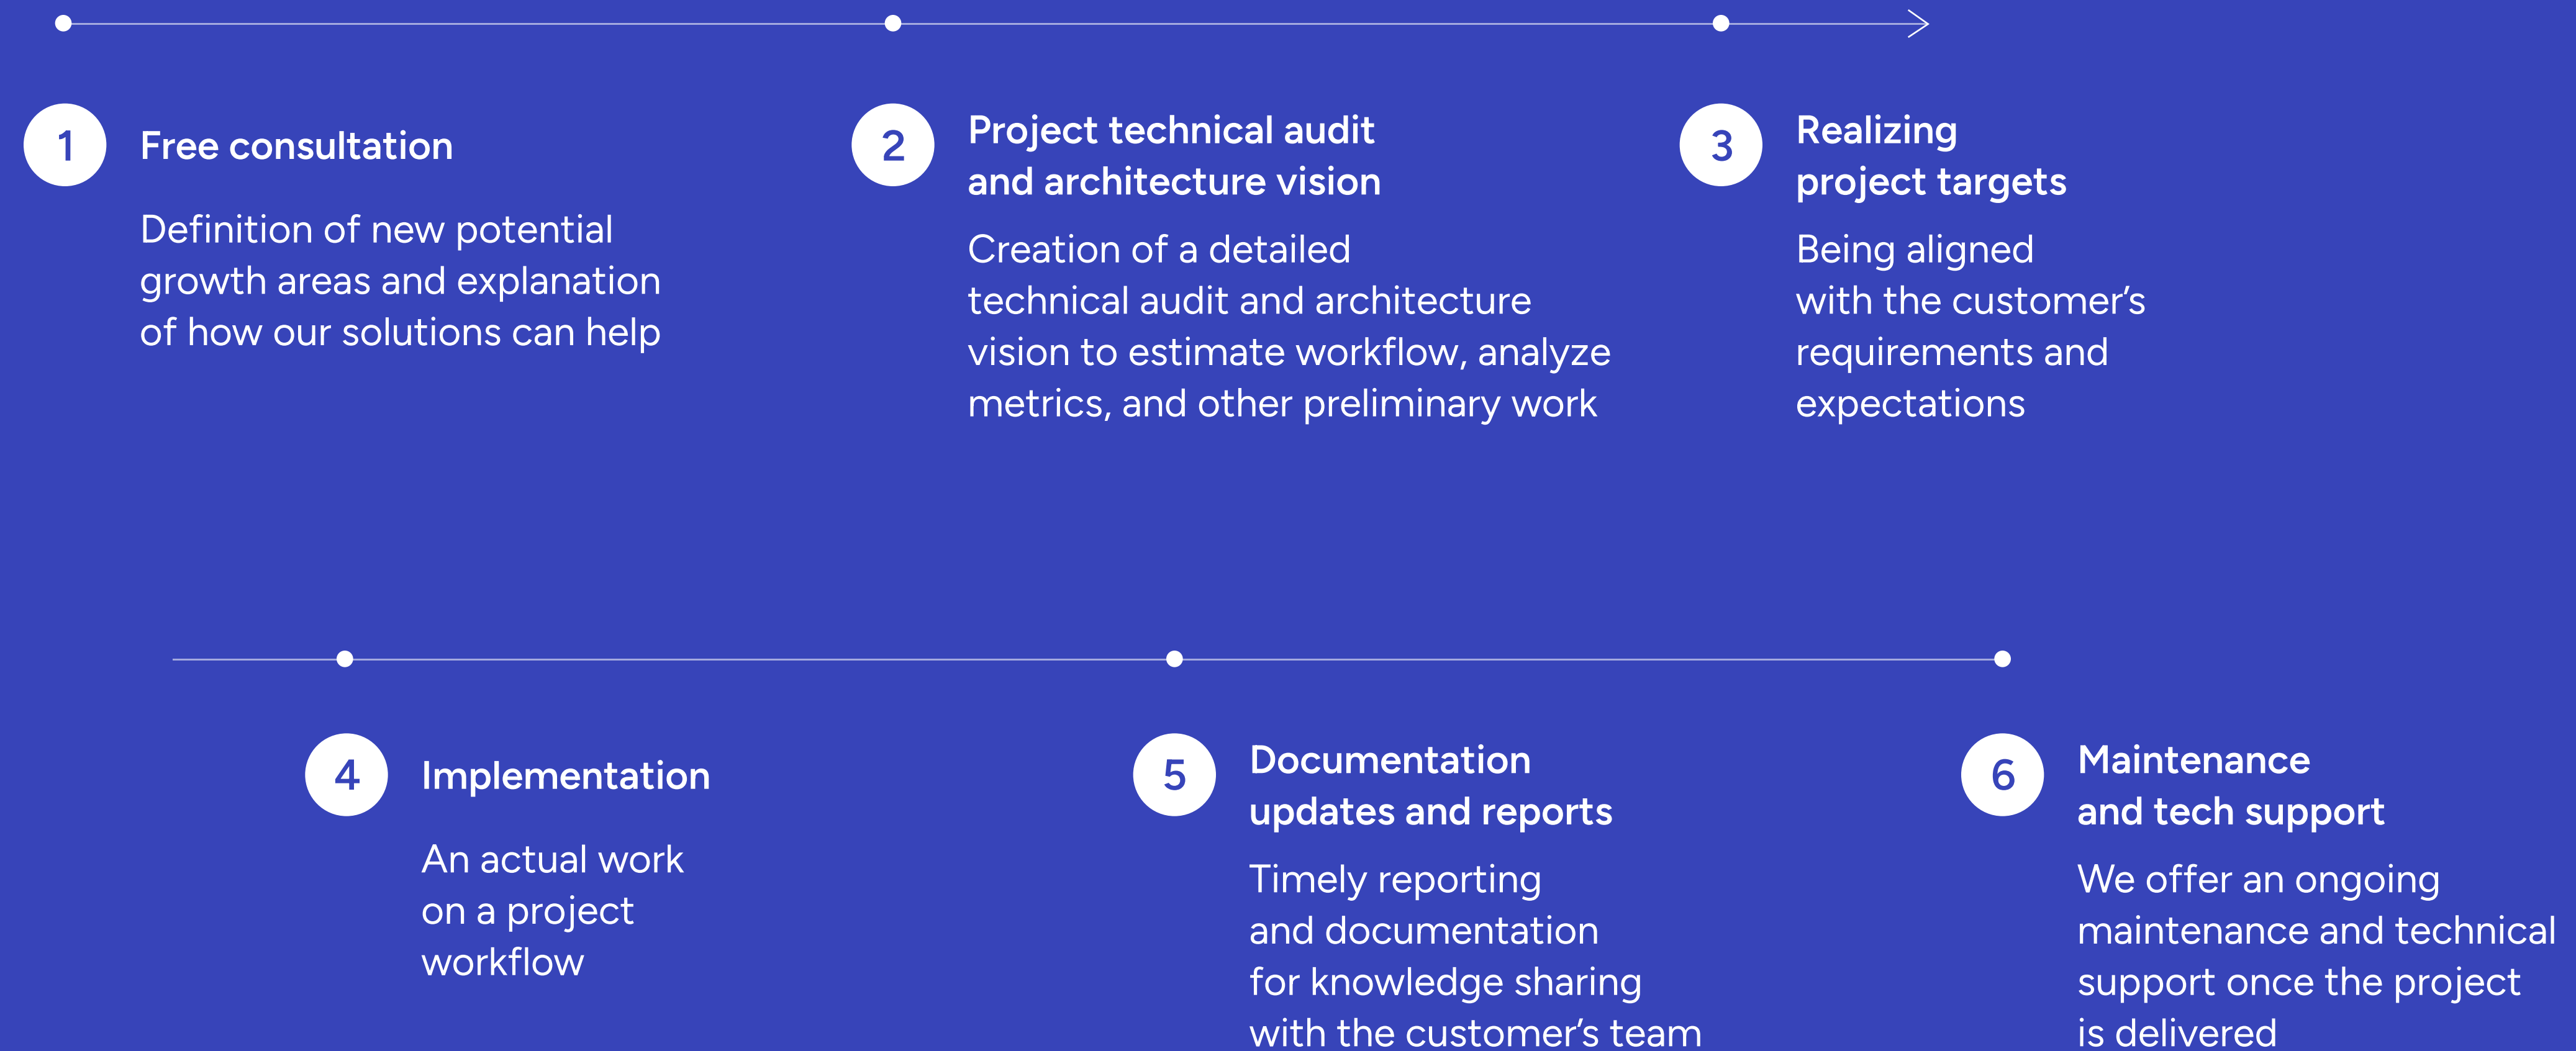 1
Free consultation
Definition of new potential
growth areas and explanation
of how our solutions can help
2
Project technical audit
and architecture vision
Creation of a detailed
technical audit and architecture
vision to estimate workflow, analyze
metrics, and other preliminary work
3
Realizing
project targets
Being aligned
with the customer’s
requirements and
expectations
4
Implementation
An actual work
on a project
workflow
5
Documentation
updates and reports
Timely reporting
and documentation
for knowledge sharing
with the customer’s team
6
Maintenance
and tech support
We offer an ongoing
maintenance and technical
support once the project
is delivered